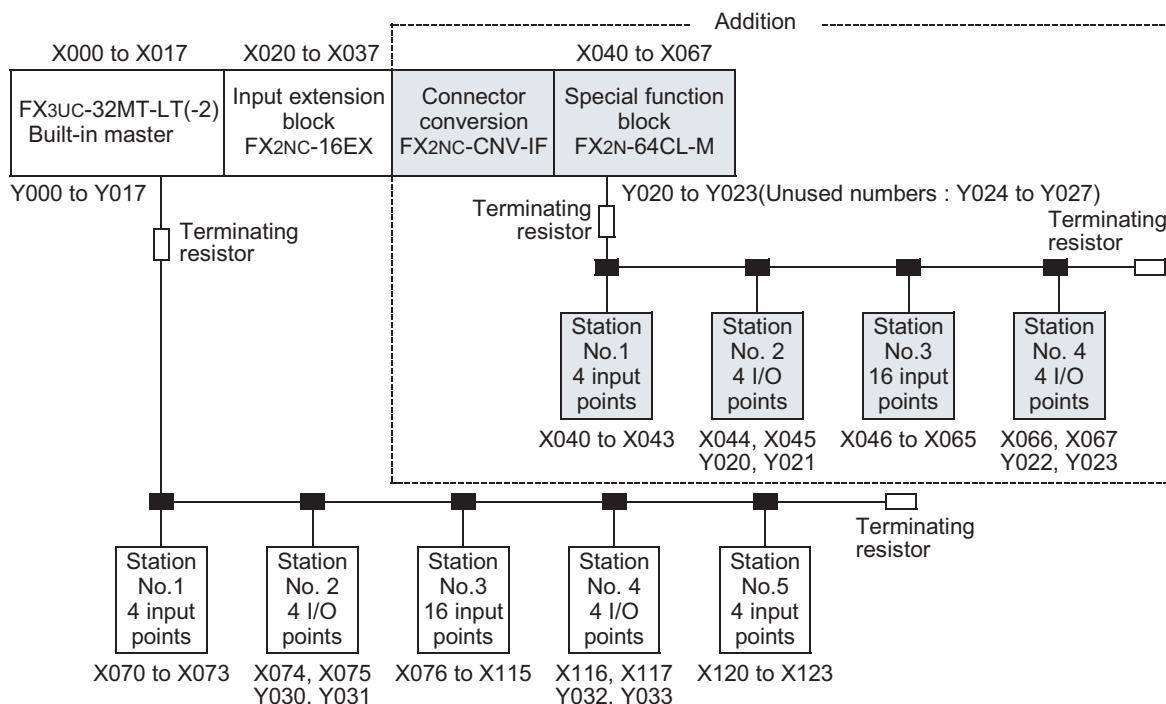 Addition
X000 to X017
X020 to X037
X040 to X067
FX3UC-32MT-LT(-2)
Built-in master
Input extension
block
FX2NC-16EX
Connector
conversion
FX2NC-CNV-IF
Special function
block
FX2N-64CL-M
Y000 to Y017
Y020 to Y023(Unused numbers : Y024 to Y027)
Terminating
resistor
Terminating
resistor
Terminating
resistor
Station
No.1
4 input
points
Station
No. 2
4 I/O
points
Station
No.3
16 input
points
Station
No. 4
4 I/O
points
X040 to X043
X044, X045
Y020, Y021
X046 to X065
X066, X067
Y022, Y023
Terminating
resistor
Station
No.1
4 input
points
Station
No. 2
4 I/O
points
Station
No.3
16 input
points
Station
No. 4
4 I/O
points
Station
No.5
4 input
points
X070 to X073
X074, X075
Y030, Y031
X076 to X115
X116, X117
Y032, Y033
X120 to X123